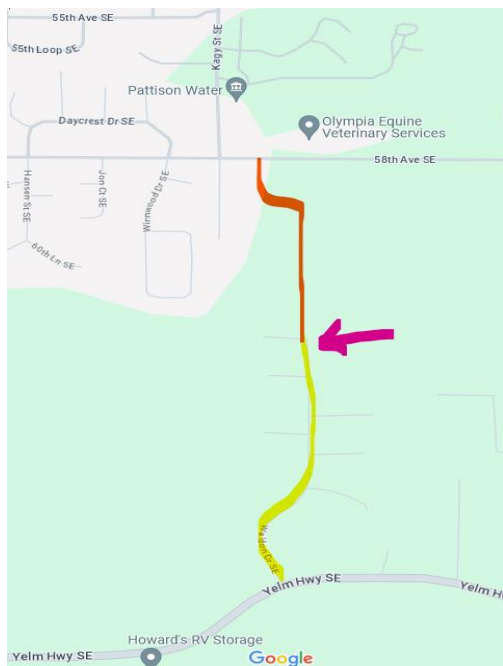 55th Ave SE
55th Loop SE
Kagy St SE
Pattison Water
Olympia Equine
Veterinary Services
Daycrest Dr SE
58th Ave SE
Hansen St SE
Jon Ct SE
Wirnwood Dr SE
60th Ln SE
Dr SE
Yelm Hwy SE
Yelm Hw
Yelm Hwy SE
Howard's RV Storage
Google